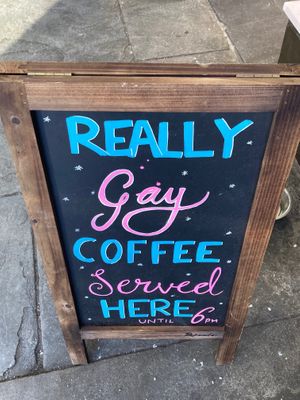 REALLY
Gay
COFFEE
Served
HERE
UNTIL 6PM